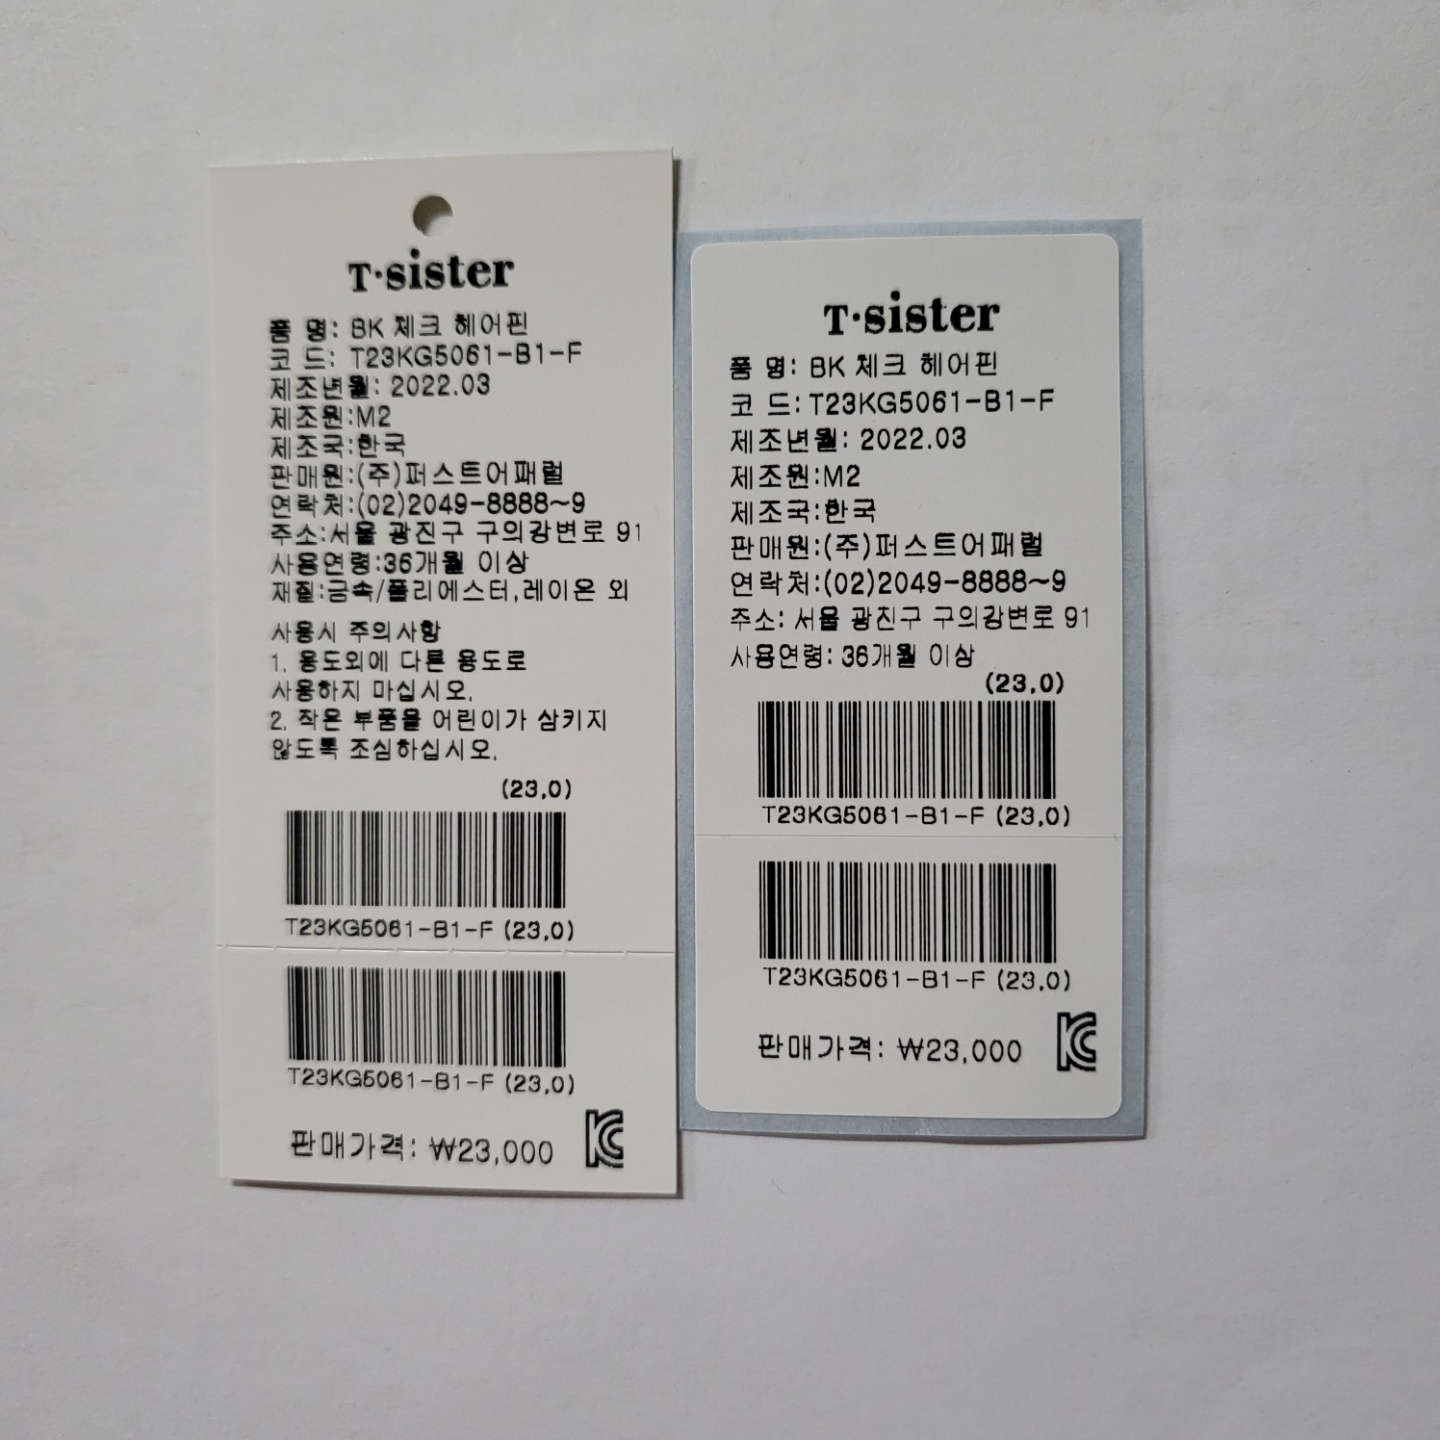 T·sister
품 명: BK 체크 헤어핀
코 드: T23KG5061-B1-F
제조년월: 2022.03
제조원:M2
제조국:한국
판매원:(주)퍼스트어패럴
연락처:(02)2049-8888~9
주소:서울 광진구 구의강변로 91
사용연령:36개월 이상
재질:금속/폴리에스터,레이온 외
사용시 주의사항
1. 용도외에 다른 용도로
사용하지 마십시오.
2. 작은 부품을 어린이가 삼키지
않도록 조심하십시오.
(23.0)
T23KG5061-B1-F (23.0)
T23KG5061-B1-F (23.0)
판매가격: ₩23,000
KC
T·sister
품 명: BK 체크 헤어핀
코 드: T23KG5061-B1-F
제조년월: 2022.03
제조원:M2
제조국:한국
판매원:(주)퍼스트어패럴
연락처:(02)2049-8888~9
주소: 서울 광진구 구의강변로 91
사용연령: 36개월 이상
(23.0)
T23KG5061-B1-F (23.0)
T23KG5061-B1-F (23.0)
판매가격: ₩23,000
KC